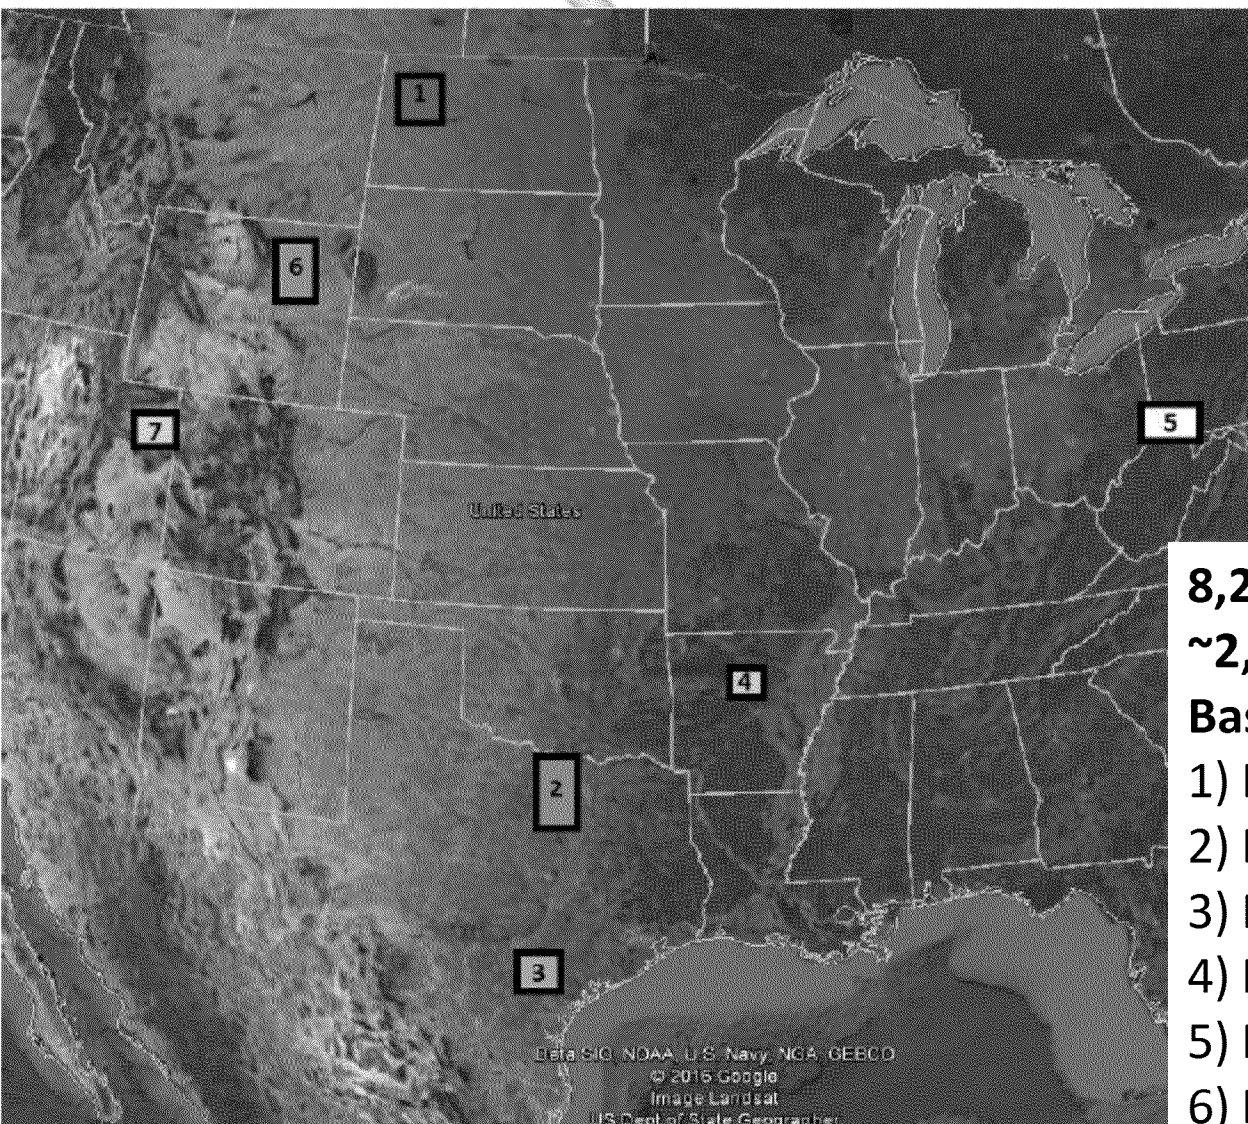 1
6
7
5
United States
8,2
~2,
Bas
4
1)
2
2)
3)
3
4)
Data SIO, NOAA, U.S. Navy, NGA, GEBCO
5)
© 2016 Google
Image Landsat
6)
US Dept of State Geographer